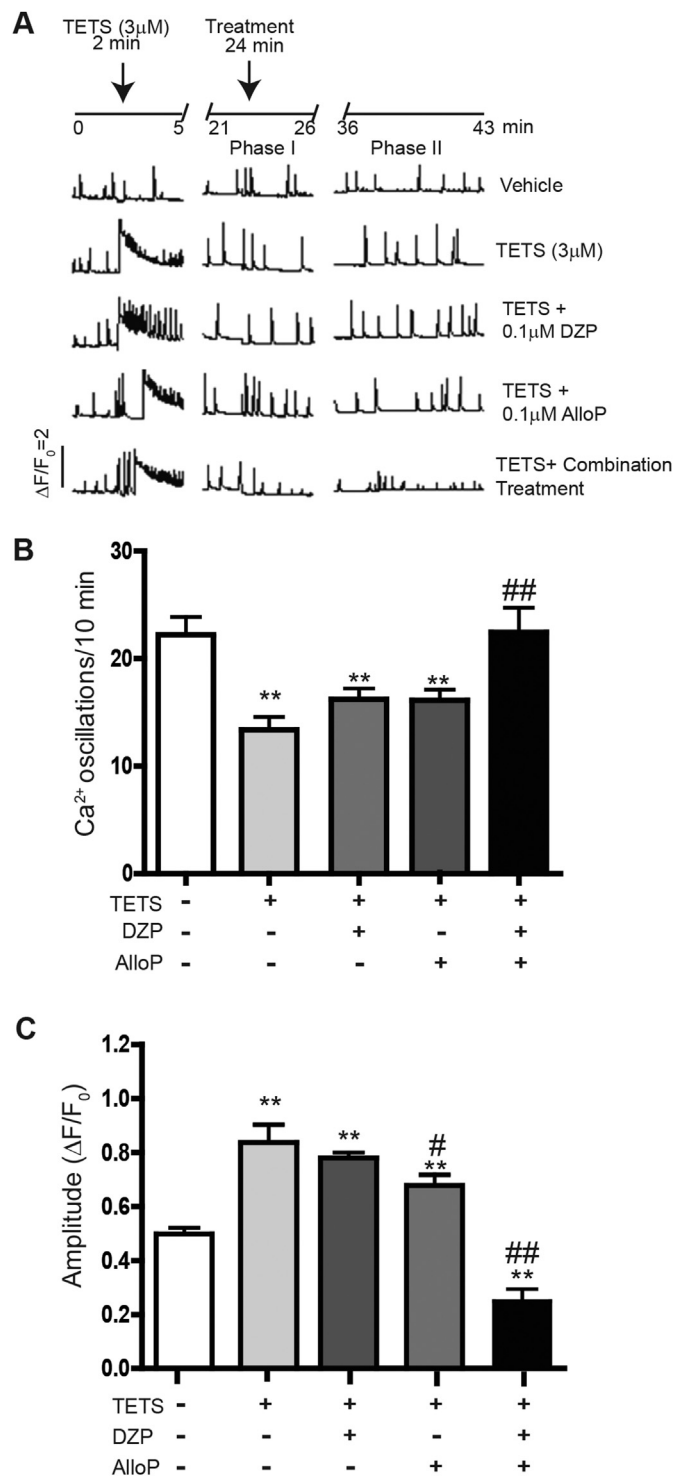 A
TETS (3μM)
2 min
Treatment
24 min
0 5 21 26 36 43 min
Phase I Phase II
Vehicle
TETS (3μM)
TETS +
0.1μM DZP
TETS +
0.1μM AlloP
TETS+ Combination
Treatment
ΔF/F0=2
B
Ca2+ oscillations/10 min
30
20
10
0
** ** ** ##
TETS - + + + +
DZP - - + - +
AlloP - - - + +
C
Amplitude (ΔF/F0)
1.2
1.0
0.8
0.6
0.4
0.2
0.0
** ** # ** ## **
TETS - + + + +
DZP - - + - +
AlloP - - - + +